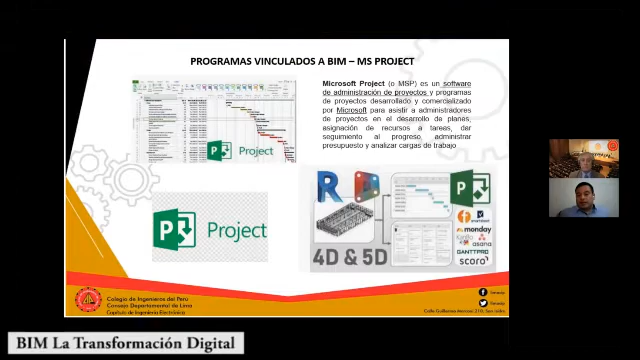 PROGRAMAS VINCULADOS A BIM – MS PROJECT
Microsoft Project (o MSP) es un software
de administración de proyectos y programas
de proyectos desarrollado y comercializado
por Microsoft para asistir a administradores
de proyectos en el desarrollo de planes,
asignación de recursos a tareas, dar
seguimiento al progreso, administrar
presupuesto y analizar cargas de trabajo
Project
Project
4D & 5D
monday
asana
GANTTPRO
scoro
Colegio de Ingenieros del Perú
Consejo Departamental de Lima
Capítulo de Ingeniería Electrónica
BIM La Transformación Digital